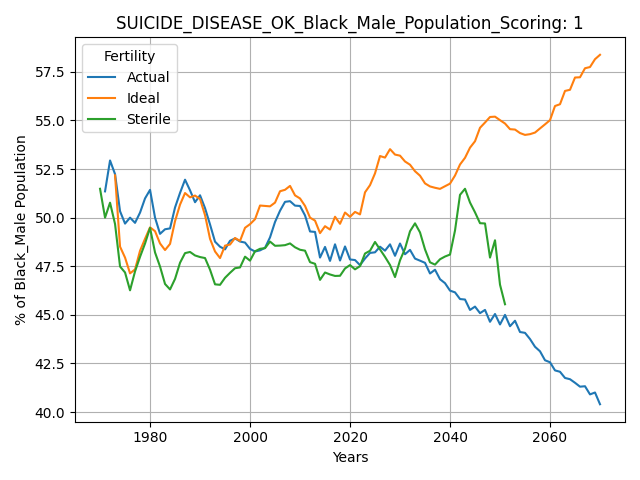 SUICIDE_DISEASE_OK_Black_Male_Population_Scoring: 1
Fertility
Actual
Ideal
Sterile
% of Black_Male Population
57.5
55.0
52.5
50.0
47.5
45.0
42.5
40.0
1980 2000 2020 2040 2060
Years